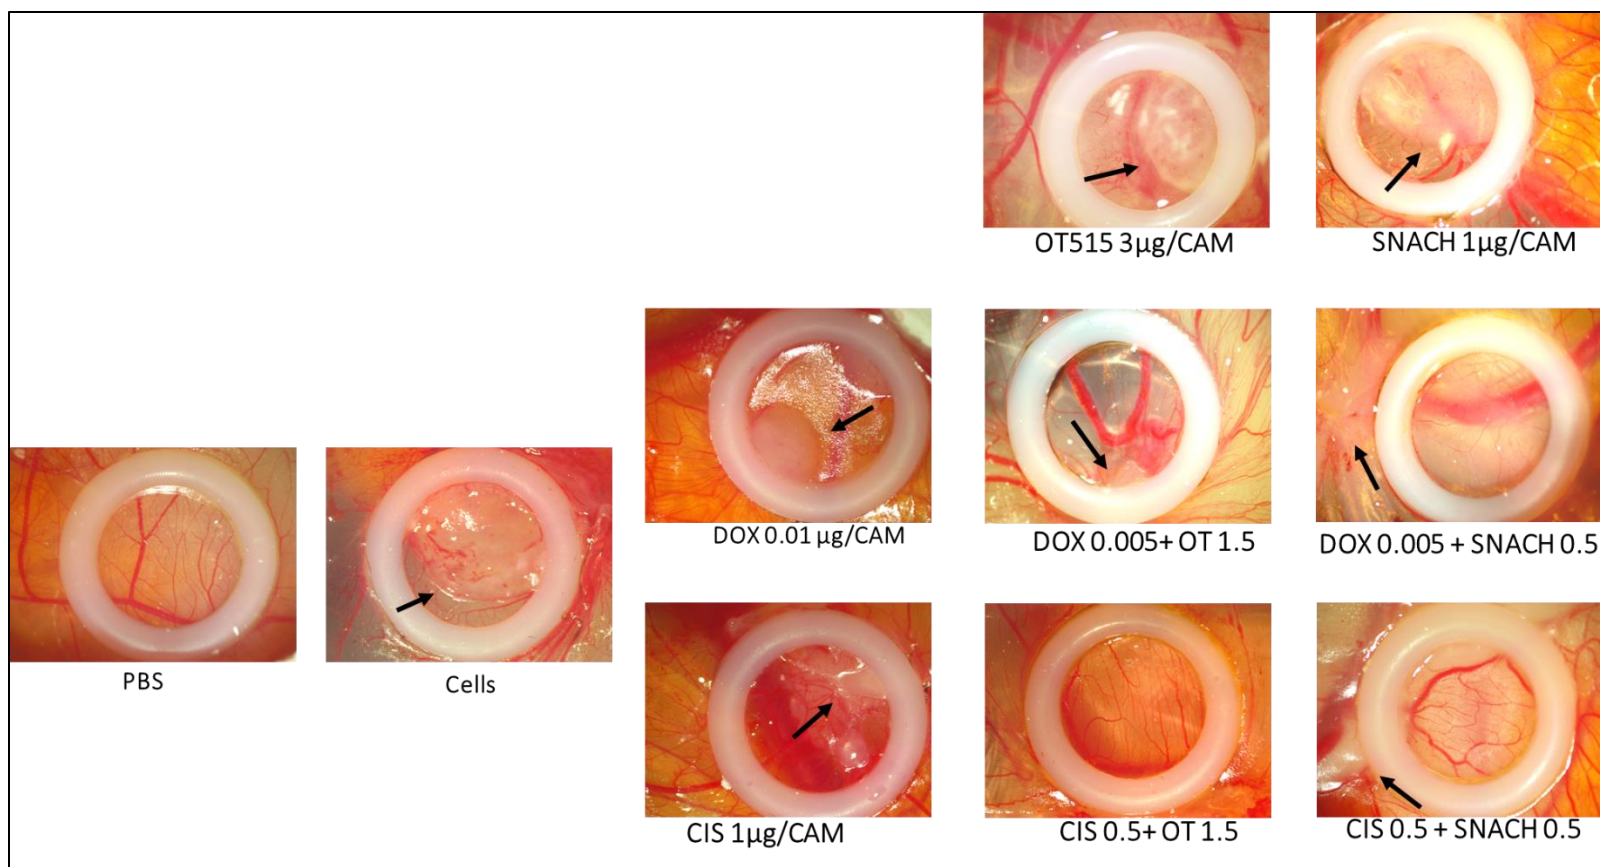 OT515 3µg/CAM
SNACH 1µg/CAM
DOX 0.01 µg/CAM
DOX 0.005+ OT 1.5
DOX 0.005 + SNACH 0.5
PBS
Cells
CIS 1µg/CAM
CIS 0.5+ OT 1.5
CIS 0.5 + SNACH 0.5